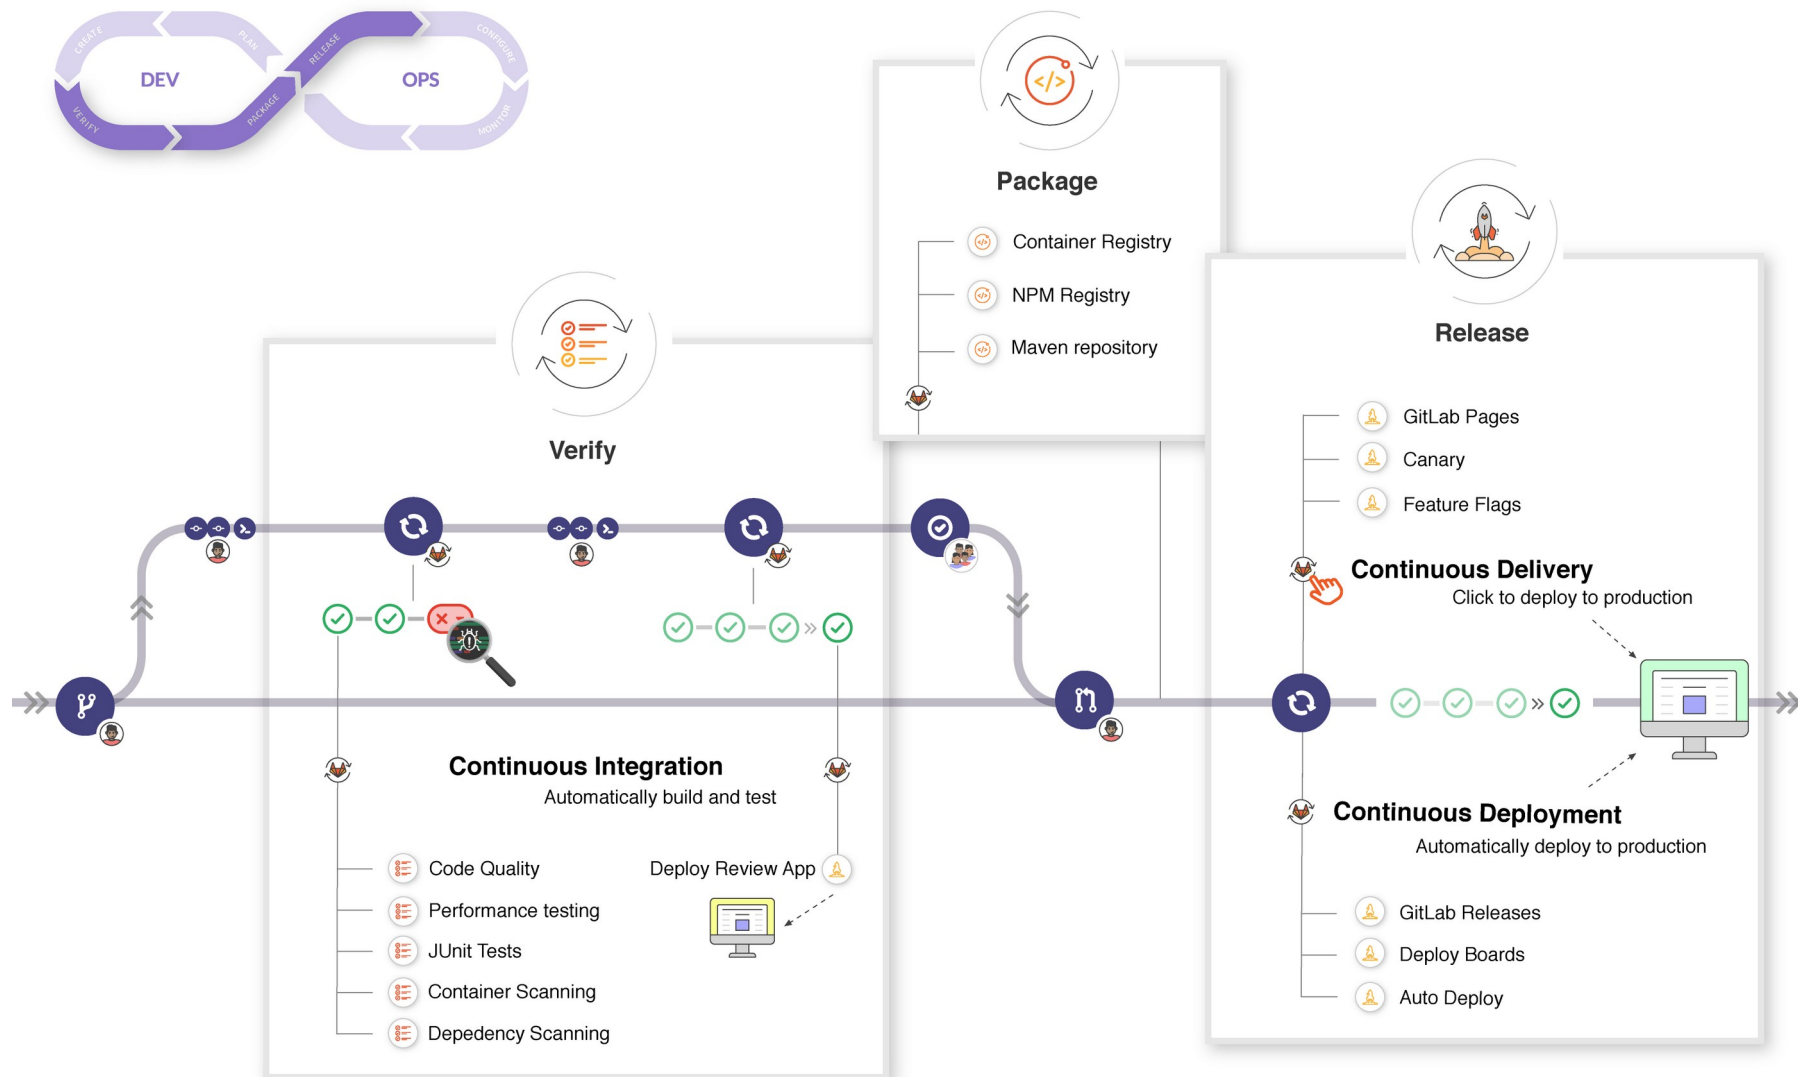 CREATE
PLAN
RELEASE
CONFIGURE
DEV
OPS
VERIFY
PACKAGE
MONITOR
Package
Container Registry
NPM Registry
Maven repository
Release
GitLab Pages
Canary
Feature Flags
Continuous Delivery
Click to deploy to production
Continuous Deployment
Automatically deploy to production
GitLab Releases
Deploy Boards
Auto Deploy
Verify
Continuous Integration
Automatically build and test
Code Quality
Performance testing
JUnit Tests
Container Scanning
Depedency Scanning
Deploy Review App